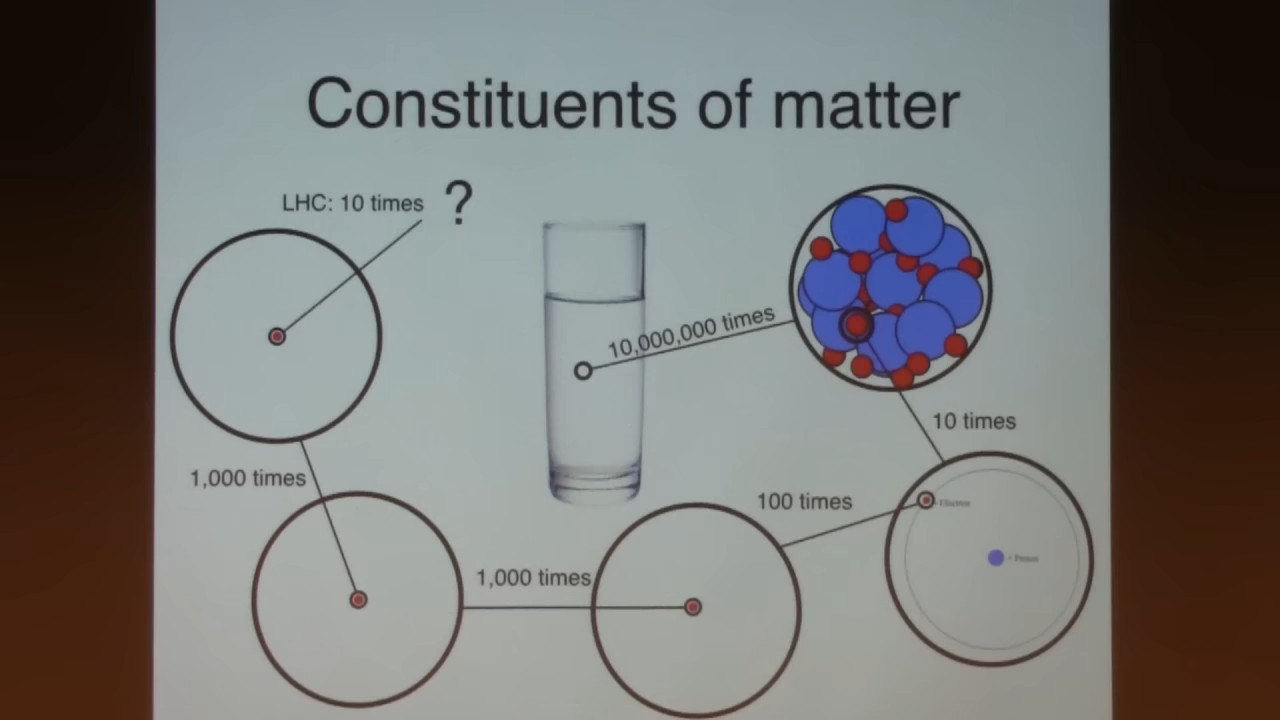 Constituents of matter
LHC: 10 times ?
10,000,000 times
10 times
1,000 times
100 times
1,000 times